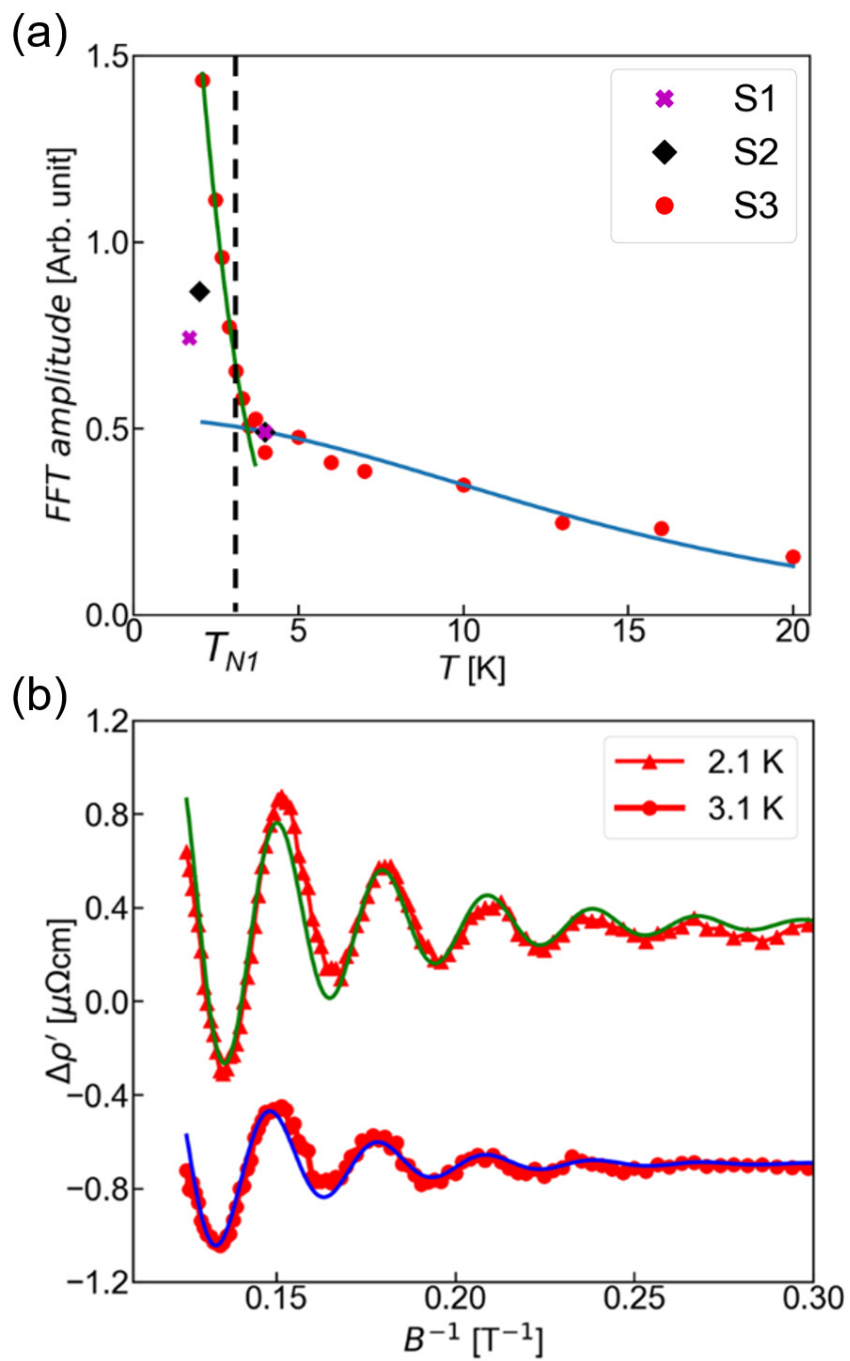 (a)
FFT amplitude [Arb. unit]
1.5
1.0
0.5
0.0
S1
S2
S3
0 5 10 15 20
T_N1
T [K]
(b)
Δρ′ [μΩcm]
1.2
0.8
0.4
0.0
−0.4
−0.8
−1.2
2.1 K
3.1 K
0.15 0.20 0.25 0.30
B⁻¹ [T⁻¹]